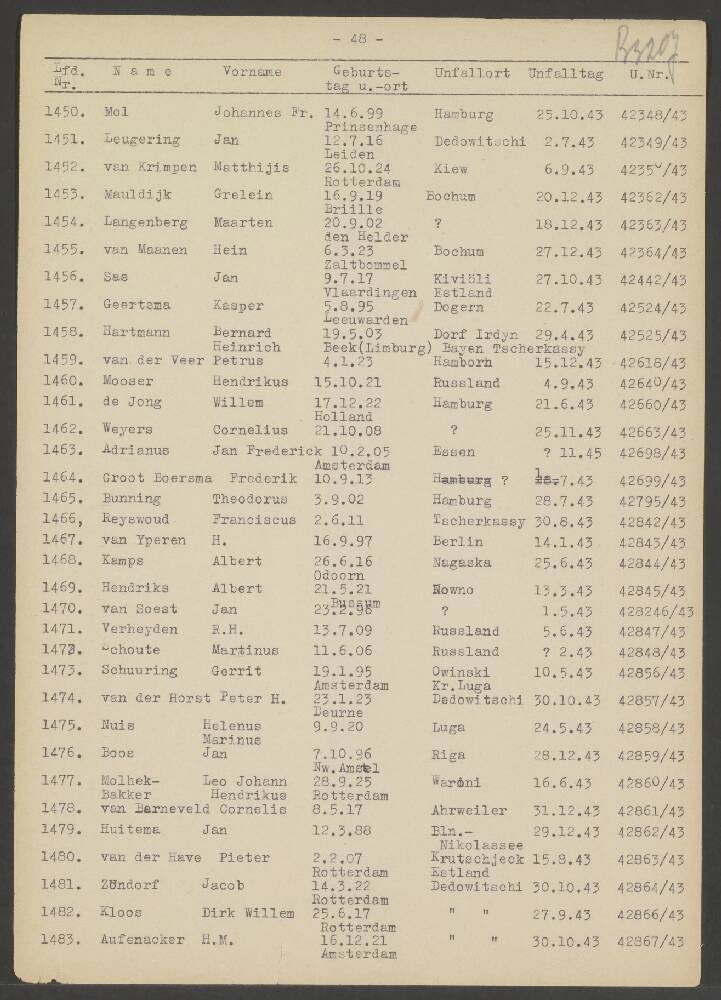 - 48 -
B3207
Lfd. Name Vorname Geburts- Unfallort Unfalltag U.Nr.
Nr. tag u.-ort
1450. Mol Johannes Fr. 14.6.99 Hamburg 25.10.43 42348/43
Prinsenhage
1451. Leugering Jan 12.7.16 Dedowitschi 2.7.43 42349/43
Leiden
1452. van Krimpen Matthijs 26.10.24 Kiew 6.9.43 42350/43
Rotterdam
1453. Mauldijk Grelein 16.9.19 Bochum 20.12.43 42362/43
Briille
1454. Langenberg Maarten 20.9.02 ? 18.12.43 42363/43
den Helder
1455. van Maanen Hein 6.3.23 Bochum 27.12.43 42364/43
Zaltbommel
1456. Sas Jan 9.7.17 Kiviöli 27.10.43 42442/43
Vlaardingen Estland
1457. Geertsma Kasper 5.8.95 Dogern 22.7.43 42524/43
Leeuwarden
1458. Hartmann Bernard 19.5.03 Dorf Irdyn 29.4.43 42525/43
Heinrich Beek(Limburg) Bayen Tscherkassy
1459. van der Veer Petrus 4.1.23 Hamborn 15.12.43 42618/43
1460. Mooser Hendrikus 15.10.21 Russland 4.9.43 42640/43
1461. de Jong Willem 17.12.22 Hamburg 21.6.43 42660/43
Holland
1462. Weyers Cornelius 21.10.08 ? 25.11.43 42663/43
1463. Adrianus Jan Frederick 10.2.05 Essen ? 11.45 42698/43
Amsterdam
1464. Groot Boersma Frederik 10.9.13 Hamburg ? 7.43 42699/43
1465. Bunning Theodorus 3.9.02 Hamburg 28.7.43 42795/43
1466, Reyswoud Franciscus 2.6.11 Tscherkassy 30.8.43 42842/43
1467. van Yperen H. 16.9.97 Berlin 14.1.43 42843/43
1468. Kamps Albert 26.6.16 Nagaska 25.6.43 42844/43
Odoorn
1469. Hendriks Albert 21.5.21 Nowno 13.3.43 42845/43
Bussum
1470. van Soest Jan 23.2.98 ? 1.5.43 428246/43
1471. Verheyden R.H. 13.7.09 Russland 5.6.43 42847/43
1472. Schoute Martinus 11.6.06 Russland ? 2.43 42848/43
1473. Schuuring Gerrit 19.1.95 Owinski 10.5.43 42856/43
Amsterdam Kr.Luga
1474. van der Horst Peter H. 23.1.23 Dedowitschi 30.10.43 42857/43
Deurne
1475. Nuis Helenus 9.9.20 Luga 24.5.43 42858/43
Marinus
1476. Boos Jan 7.10.96 Riga 28.12.43 42859/43
Nw.Amstel
1477. Molhek- Leo Johann 28.9.25 Waroni 16.6.43 42860/43
Bakker Hendrikus Rotterdam
1478. van Barneveld Cornelis 8.5.17 Ahrweiler 31.12.43 42861/43
1479. Huitema Jan 12.3.88 Bln.- 29.12.43 42862/43
Nikolassee
1480. van der Have Pieter 2.2.07 Krutschjeck 15.8.43 42863/43
Rotterdam Estland
1481. Zündorf Jacob 14.3.22 Dedowitschi 30.10.43 42864/43
Rotterdam
1482. Kloos Dirk Willem 25.6.17 " " 27.9.43 42866/43
Rotterdam
1483. Aufenacker H.M. 16.12.21 " " 30.10.43 42867/43
Amsterdam